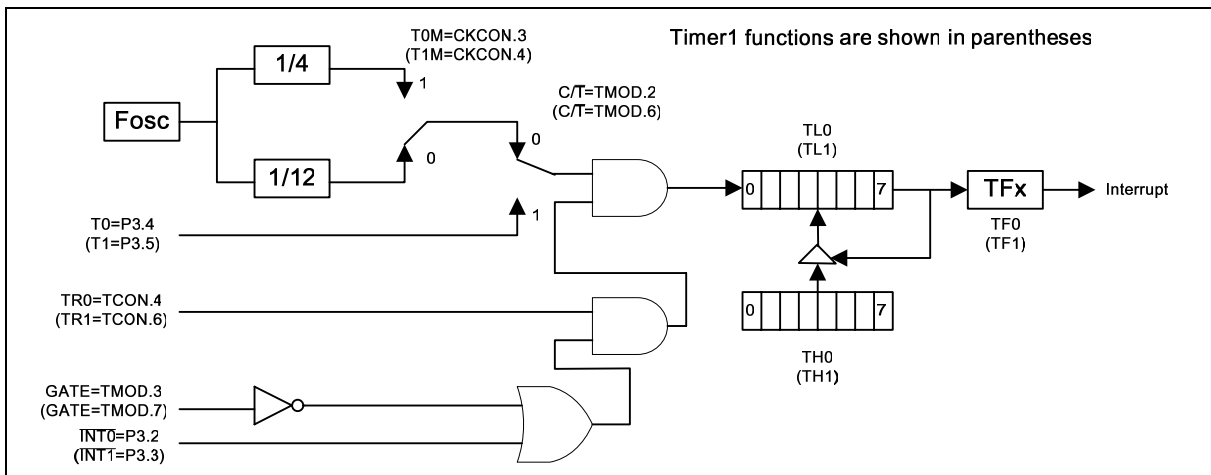 Timer1 functions are shown in parentheses
T0M=CKCON.3
(T1M=CKCON.4)
1/4
1
C/T̅=TMOD.2
(C/T̅=TMOD.6)
Fosc
0
0
1/12
TL0
(TL1)
0 7
TFx
Interrupt
TF0
(TF1)
1
T0=P3.4
(T1=P3.5)
TR0=TCON.4
(TR1=TCON.6)
0 7
TH0
(TH1)
GATE=TMOD.3
(GATE=TMOD.7)
I̅N̅T̅0̅=P3.2
(I̅N̅T̅1̅=P3.3)